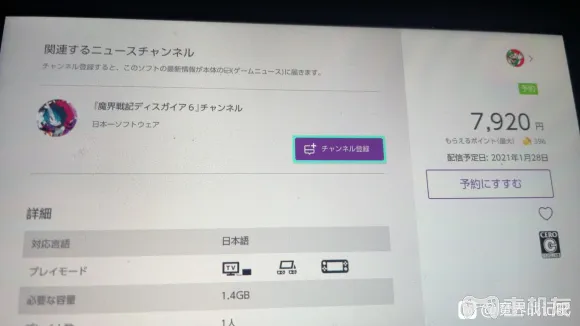 関連するニュースチャンネル
チャンネル登録すると、このソフトの最新情報が本体の[X]ゲームニュースに届きます。
『魔界戦記ディスガイア6』チャンネル
日本一ソフトウェア
チャンネル登録
予約
7,920円
もらえるポイント(最大) 396
配信予定日: 2021年1月28日
予約にすすむ
CERO
C
詳細
対応言語 日本語
プレイモード TV
必要な容量 1.4GB
1人